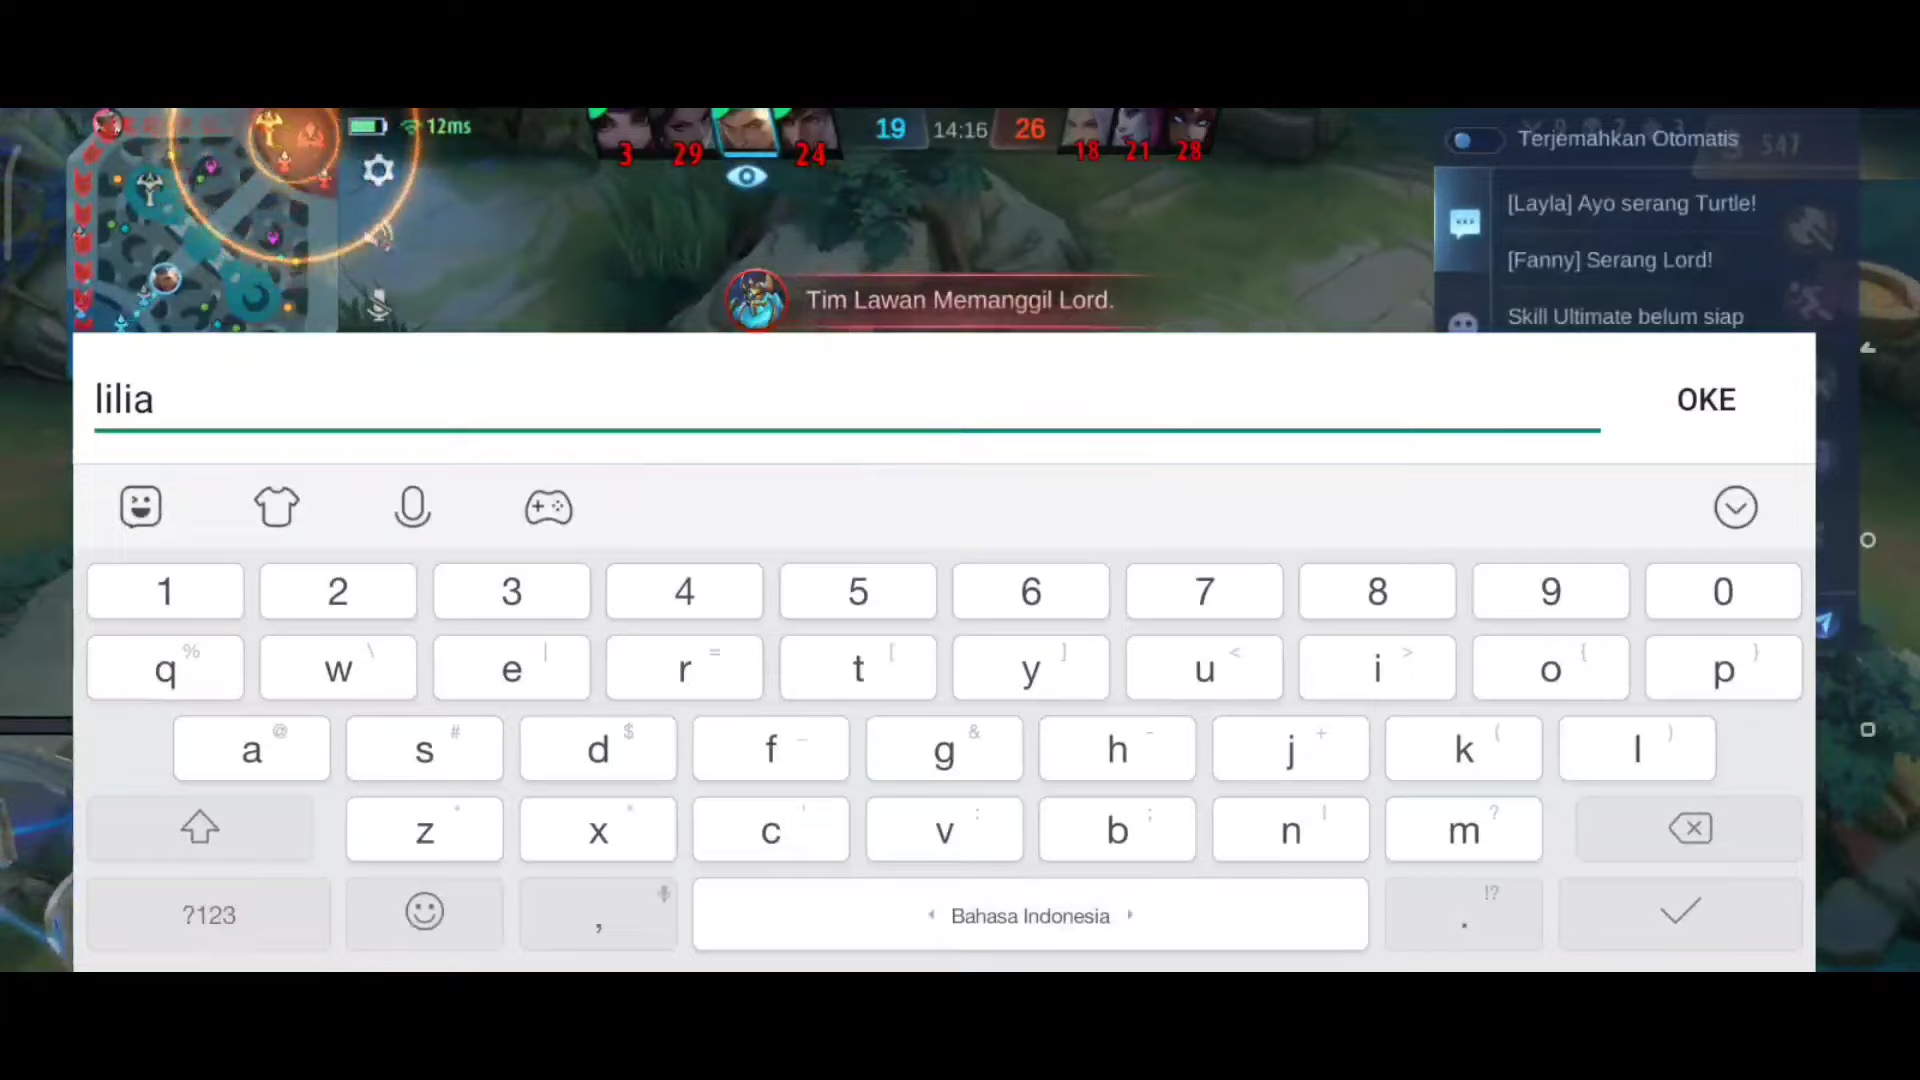 12ms
3 29 24 19 14:16 26 18 21 28
Terjemahkan Otomatis
547
[Layla] Ayo serang Turtle!
[Fanny] Serang Lord!
Tim Lawan Memanggil Lord.
Skill Ultimate belum siap
lilia
OKE
1 2 3 4 5 6 7 8 9 0
q % w \ e | r = t [ y ] u < i > o { p }
a @ s # d $ f _ g & h - j + k ( l )
z x c ' v : b ; n ! m ?
?123 , Bahasa Indonesia . !?